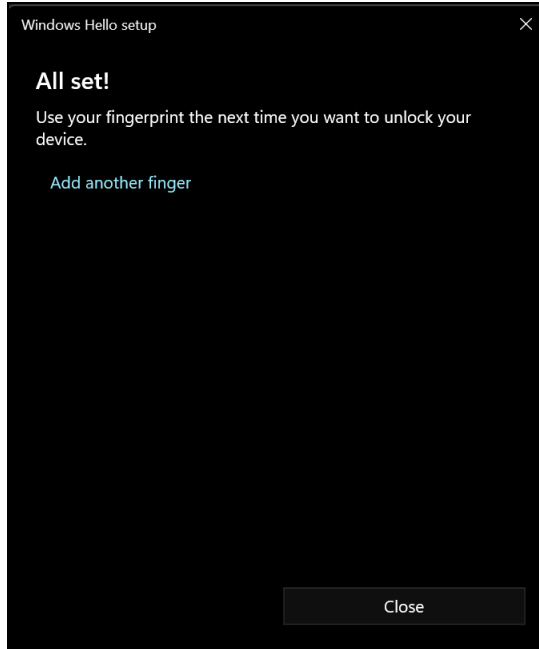 Windows Hello setup
All set!
Use your fingerprint the next time you want to unlock your
device.
Add another finger
Close